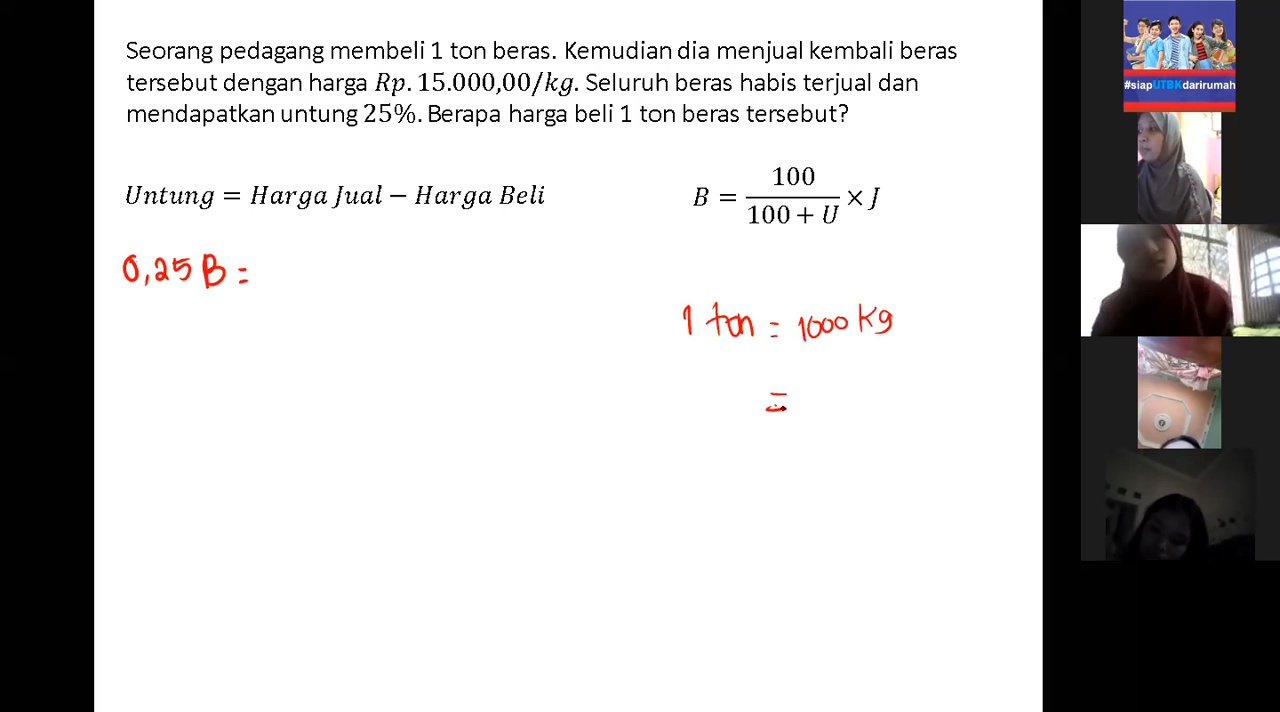 Seorang pedagang membeli 1 ton beras. Kemudian dia menjual kembali beras
tersebut dengan harga Rp. 15.000,00/kg. Seluruh beras habis terjual dan
mendapatkan untung 25%. Berapa harga beli 1 ton beras tersebut?
Untung = Harga Jual − Harga Beli
B = 100 / (100 + U) × J
0,25 B =
1 ton = 1000 kg
=
#siapUTBKdarirumah